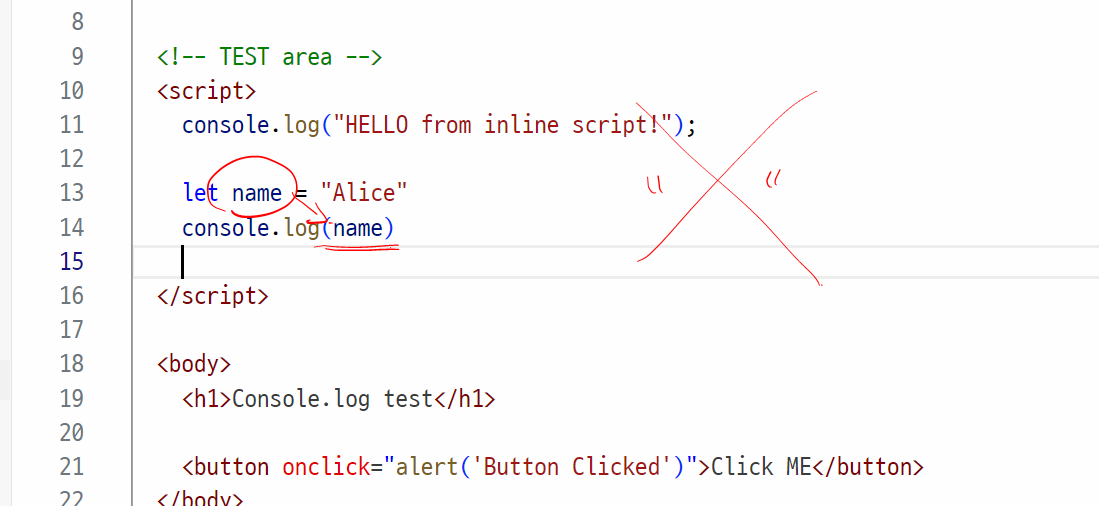 8
9 <!-- TEST area -->
10 <script>
11 console.log("HELLO from inline script!");
12
13 let name = "Alice"
14 console.log(name)
15
16 </script>
17
18 <body>
19 <h1>Console.log test</h1>
20
21 <button onclick="alert('Button Clicked')">Click ME</button>
22 </body>
" "